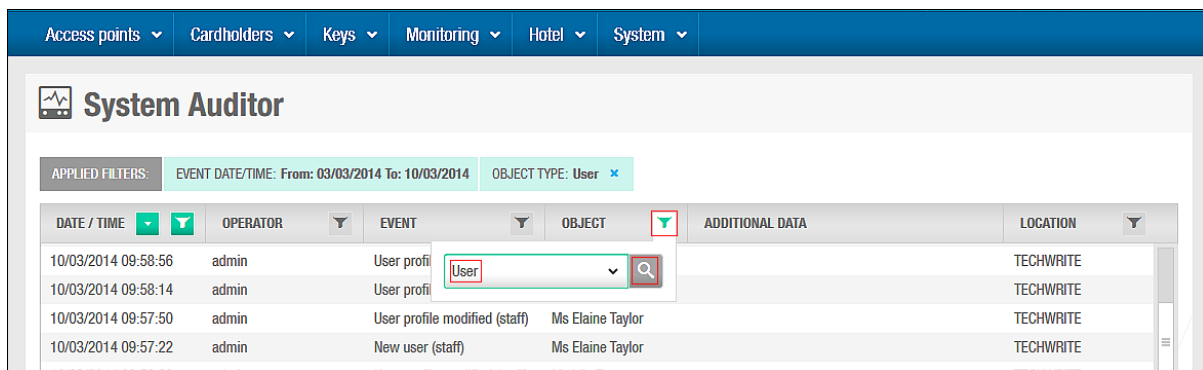 Access points Cardholders Keys Monitoring Hotel System
System Auditor
APPLIED FILTERS: EVENT DATE/TIME: From: 03/03/2014 To: 10/03/2014 OBJECT TYPE: User ×
DATE / TIME OPERATOR EVENT OBJECT ADDITIONAL DATA LOCATION
10/03/2014 09:58:56 admin User profi TECHWRITE
User
10/03/2014 09:58:14 admin User profi TECHWRITE
10/03/2014 09:57:50 admin User profile modified (staff) Ms Elaine Taylor TECHWRITE
10/03/2014 09:57:22 admin New user (staff) Ms Elaine Taylor TECHWRITE